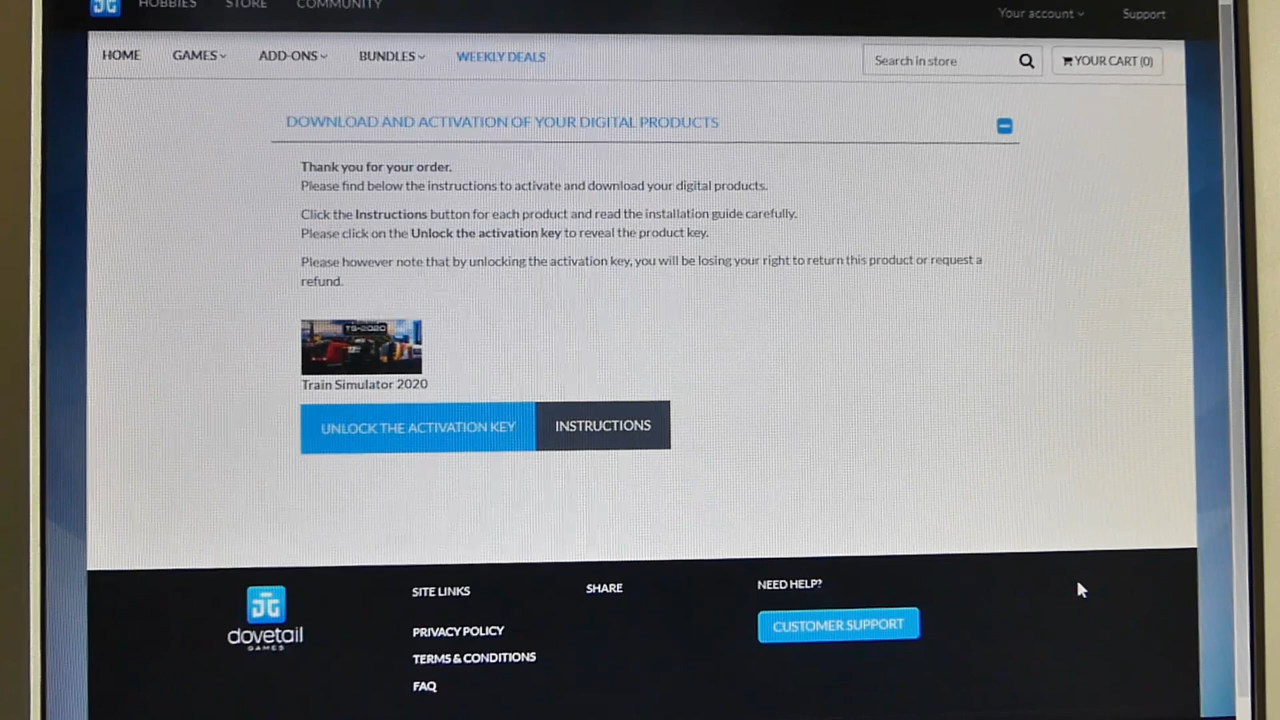 HOBBIES STORE COMMUNITY Your account Support
HOME GAMES ADD-ONS BUNDLES WEEKLY DEALS Search in store YOUR CART (0)
DOWNLOAD AND ACTIVATION OF YOUR DIGITAL PRODUCTS
Thank you for your order.
Please find below the instructions to activate and download your digital products.
Click the Instructions button for each product and read the installation guide carefully.
Please click on the Unlock the activation key to reveal the product key.
Please however note that by unlocking the activation key, you will be losing your right to return this product or request a
refund.
TS-2020
Train Simulator 2020
UNLOCK THE ACTIVATION KEY INSTRUCTIONS
dovetail
GAMES
SITE LINKS
PRIVACY POLICY
TERMS & CONDITIONS
FAQ
SHARE
NEED HELP?
CUSTOMER SUPPORT